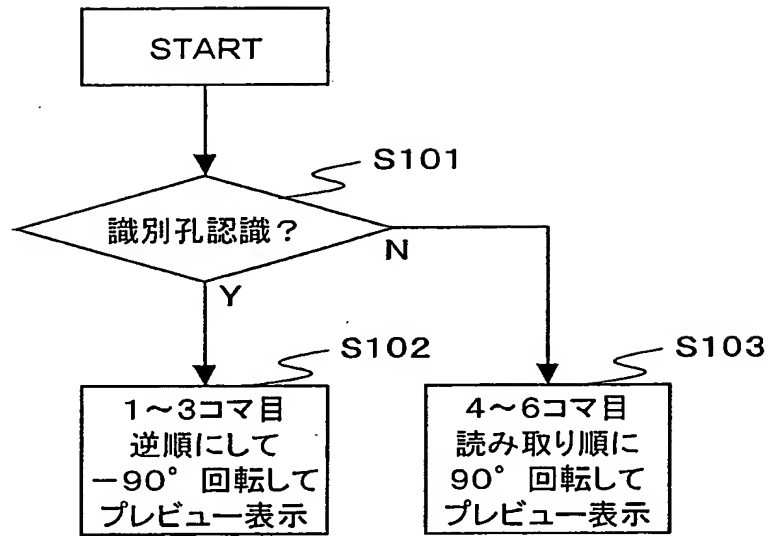 START
S101
識別孔認識?
N
Y
S102
S103
1～3コマ目
逆順にして
－90° 回転して
プレビュー表示
4～6コマ目
読み取り順に
90° 回転して
プレビュー表示